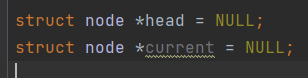 struct node *head = NULL;
struct node *current = NULL;